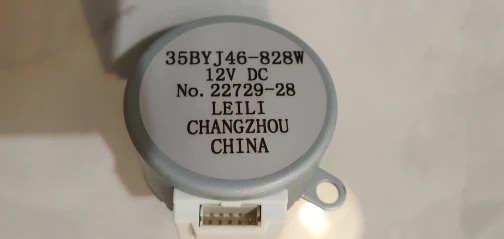 35BYJ46-828W
12V DC
No. 22729-28
LEILI
CHANGZHOU
CHINA